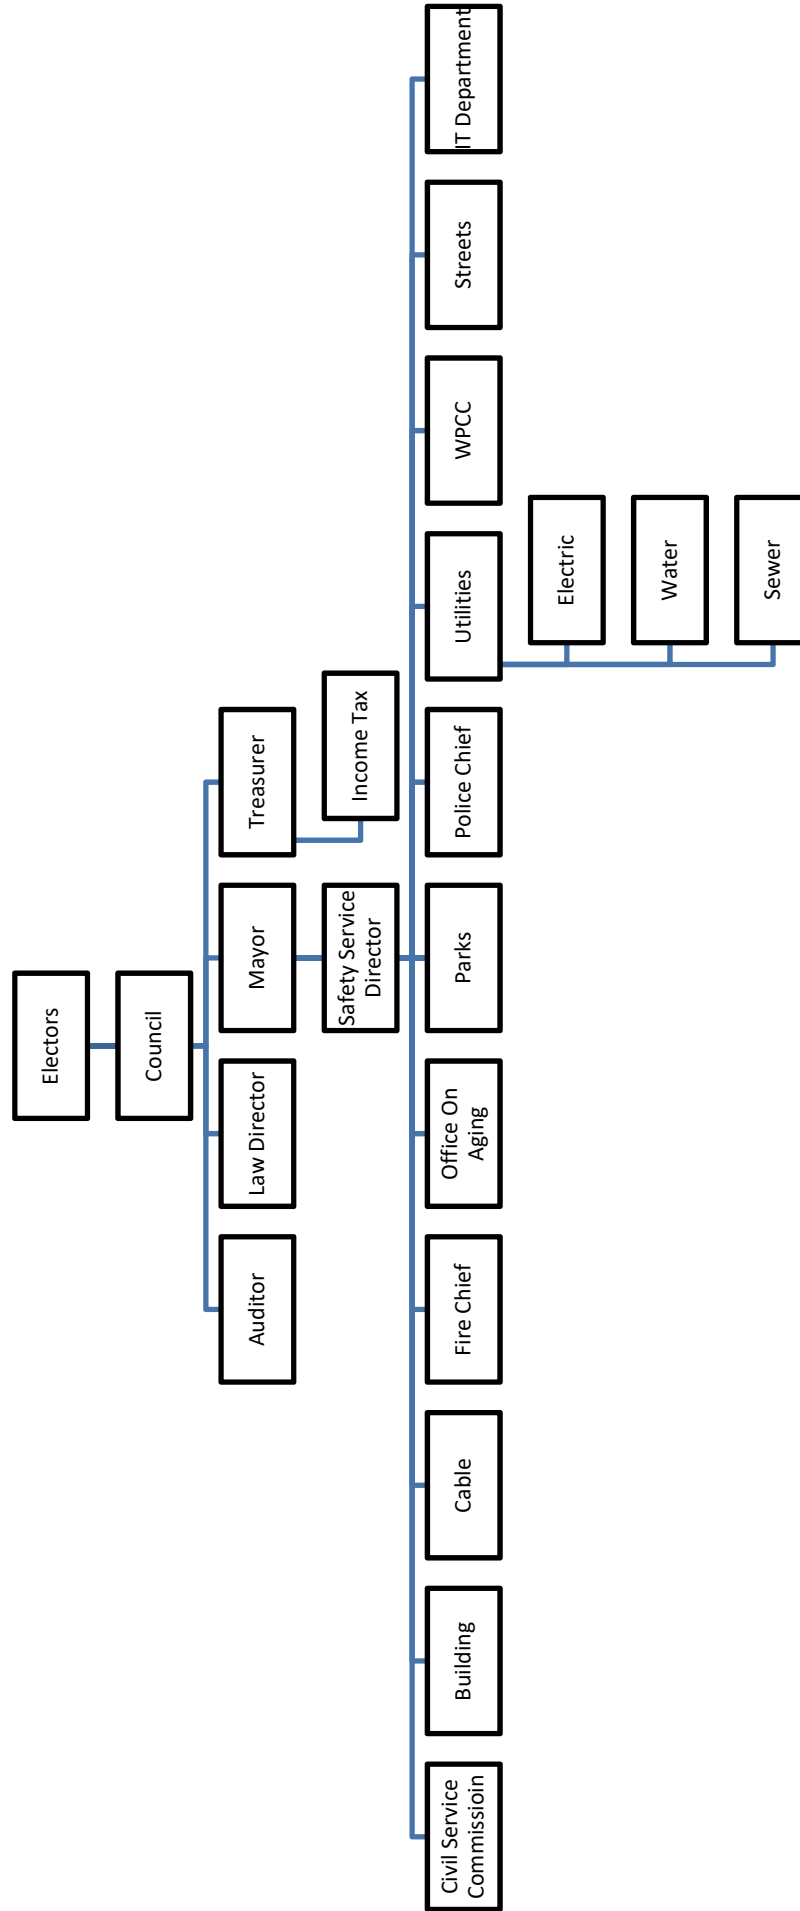 Electors
Council
Auditor
Law Director
Mayor
Treasurer
Safety Service
Director
Income Tax
Civil Service
Commissioin
Building
Cable
Fire Chief
Office On
Aging
Parks
Police Chief
Utilities
WPCC
Streets
IT Department
Electric
Water
Sewer